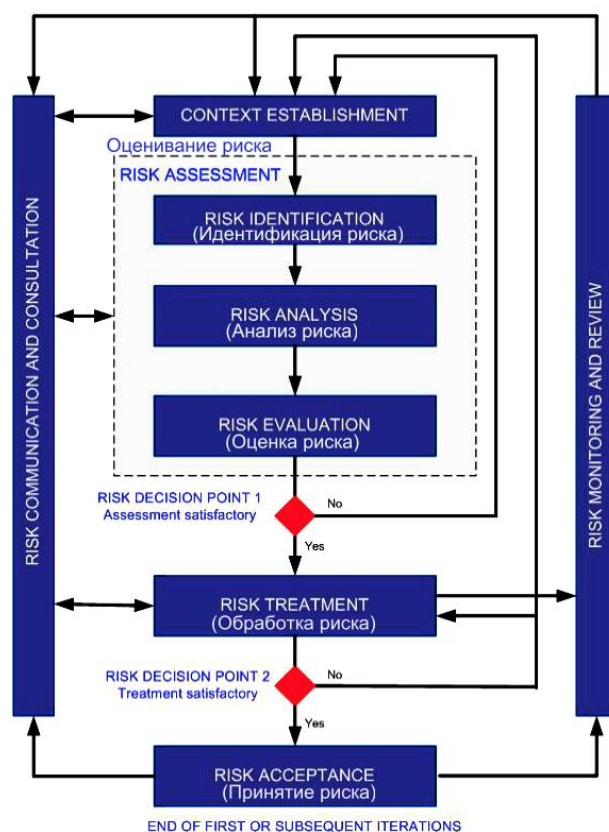 CONTEXT ESTABLISHMENT
Оценивание риска
RISK ASSESSMENT
RISK IDENTIFICATION
(Идентификация риска)
RISK ANALYSIS
(Анализ риска)
RISK EVALUATION
(Оценка риска)
RISK DECISION POINT 1
Assessment satisfactory
No
Yes
RISK TREATMENT
(Обработка риска)
RISK DECISION POINT 2
Treatment satisfactory
No
Yes
RISK ACCEPTANCE
(Принятие риска)
END OF FIRST OR SUBSEQUENT ITERATIONS
RISK COMMUNICATION AND CONSULTATION
RISK MONITORING AND REVIEW